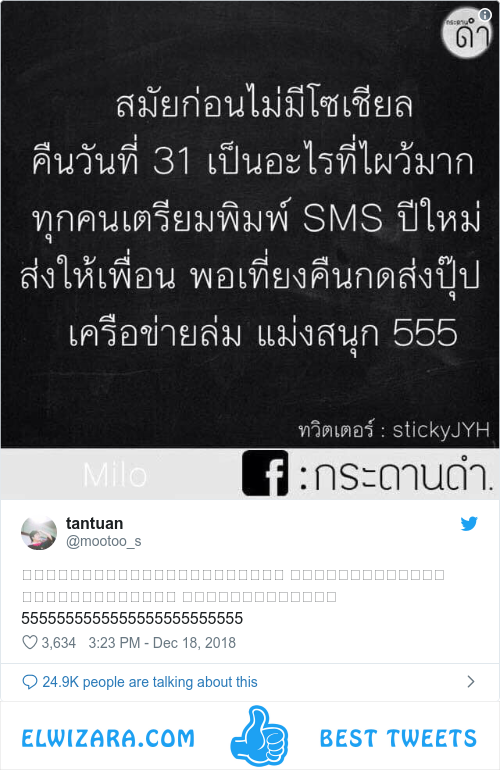 กระดาน
ดำ
สมัยก่อนไม่มีโซเชียล
คืนวันที่ 31 เป็นอะไรที่ไผว้มาก
ทุกคนเตรียมพิมพ์ SMS ปีใหม่
ส่งให้เพื่อน พอเที่ยงคืนกดส่งปุ๊ป
เครือข่ายล่ม แม่งสนุก 555
ทวิตเตอร์ : stickyJYH
Milo
f :กระดานดำ.
tantuan
@mootoo_s
5555555555555555555555555
3,634 3:23 PM - Dec 18, 2018
24.9K people are talking about this
ELWIZARA.COM BEST TWEETS